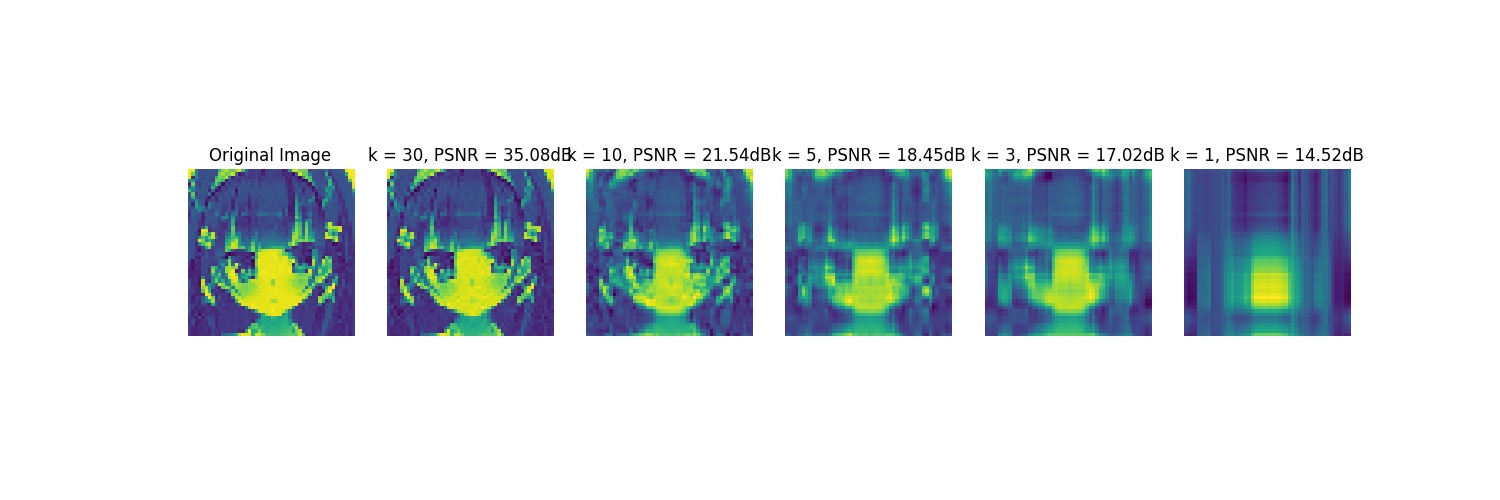 Original Image
k = 30, PSNR = 35.08dB
k = 10, PSNR = 21.54dB
k = 5, PSNR = 18.45dB
k = 3, PSNR = 17.02dB
k = 1, PSNR = 14.52dB